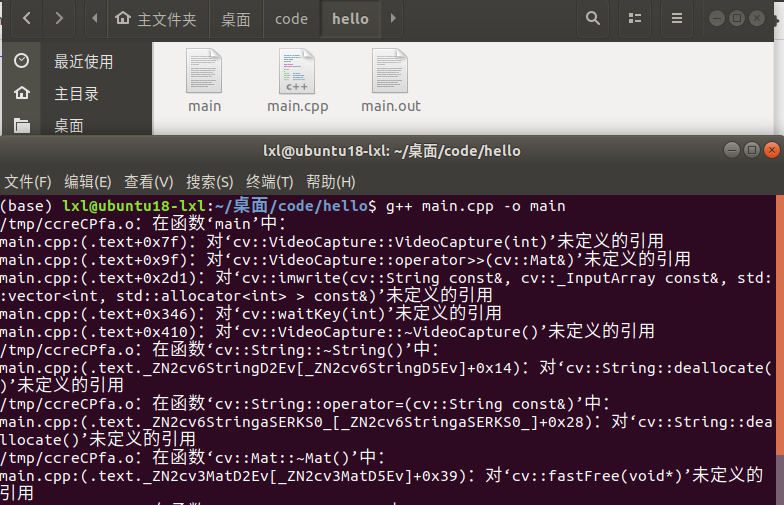 主文件夹 桌面 code hello
最近使用
主目录
桌面
main main.cpp main.out
c++
lxl@ubuntu18-lxl: ~/桌面/code/hello
文件(F) 编辑(E) 查看(V) 搜索(S) 终端(T) 帮助(H)
(base) lxl@ubuntu18-lxl:~/桌面/code/hello$ g++ main.cpp -o main
/tmp/ccreCPfa.o：在函数‘main’中：
main.cpp:(.text+0x7f)：对‘cv::VideoCapture::VideoCapture(int)’未定义的引用
main.cpp:(.text+0x9f)：对‘cv::VideoCapture::operator>>(cv::Mat&)’未定义的引用
main.cpp:(.text+0x2d1)：对‘cv::imwrite(cv::String const&, cv::_InputArray const&, std:
:vector<int, std::allocator<int> > const&)’未定义的引用
main.cpp:(.text+0x346)：对‘cv::waitKey(int)’未定义的引用
main.cpp:(.text+0x410)：对‘cv::VideoCapture::~VideoCapture()’未定义的引用
/tmp/ccreCPfa.o：在函数‘cv::String::~String()’中：
main.cpp:(.text._ZN2cv6StringD2Ev[_ZN2cv6StringD5Ev]+0x14)：对‘cv::String::deallocate(
)’未定义的引用
/tmp/ccreCPfa.o：在函数‘cv::String::operator=(cv::String const&)’中：
main.cpp:(.text._ZN2cv6StringaSERKS0_[_ZN2cv6StringaSERKS0_]+0x28)：对‘cv::String::dea
llocate()’未定义的引用
/tmp/ccreCPfa.o：在函数‘cv::Mat::~Mat()’中：
main.cpp:(.text._ZN2cv3MatD2Ev[_ZN2cv3MatD5Ev]+0x39)：对‘cv::fastFree(void*)’未定义的
引用